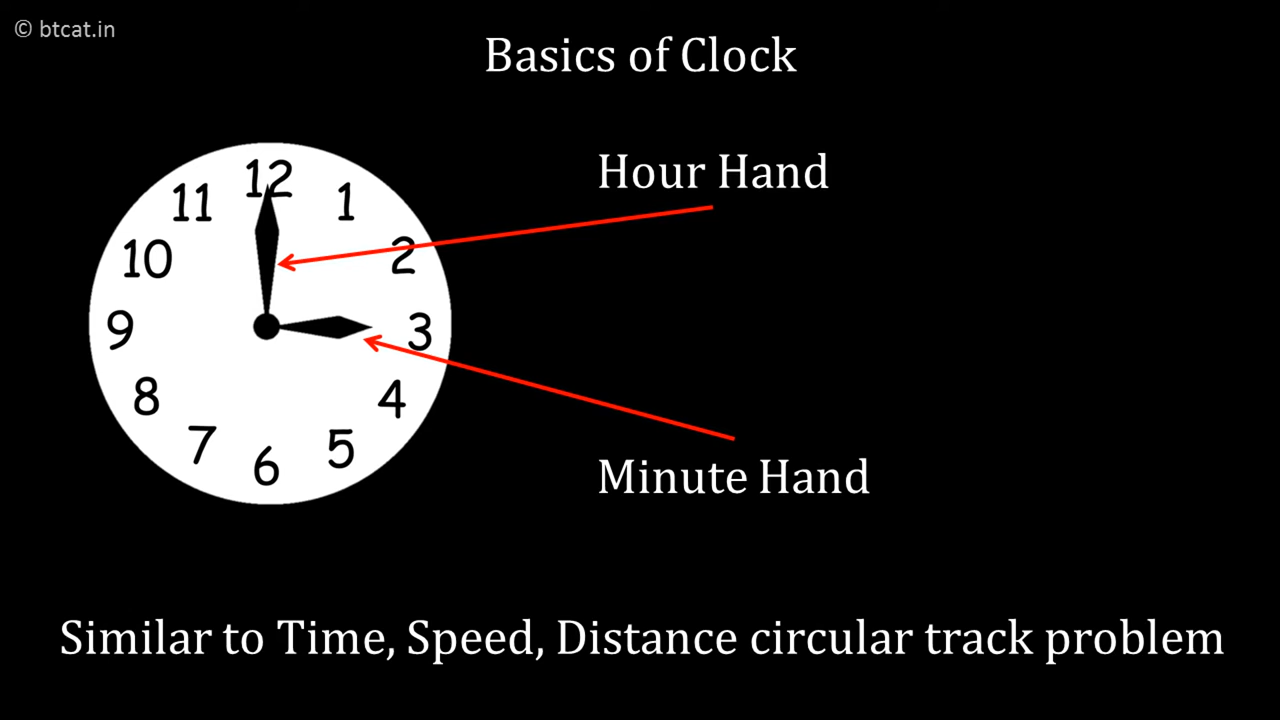 © btcat.in
Basics of Clock
Hour Hand
12
11
1
10
2
9
3
8
4
7
5
6
Minute Hand
Similar to Time, Speed, Distance circular track problem